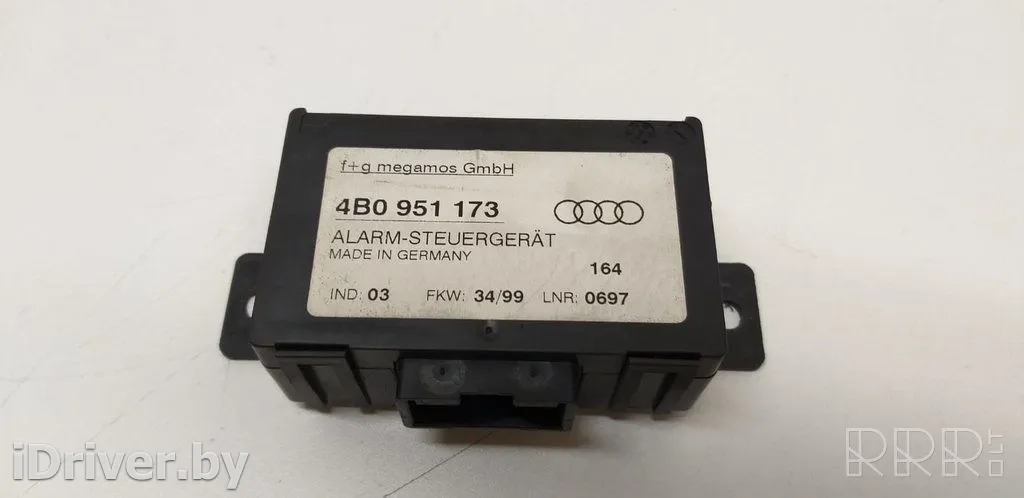 f+g megamos GmbH
4B0 951 173
ALARM-STEUERGERÄT
MADE IN GERMANY
164
IND: 03 FKW: 34/99 LNR: 0697
iDriver.by
RRR.LT